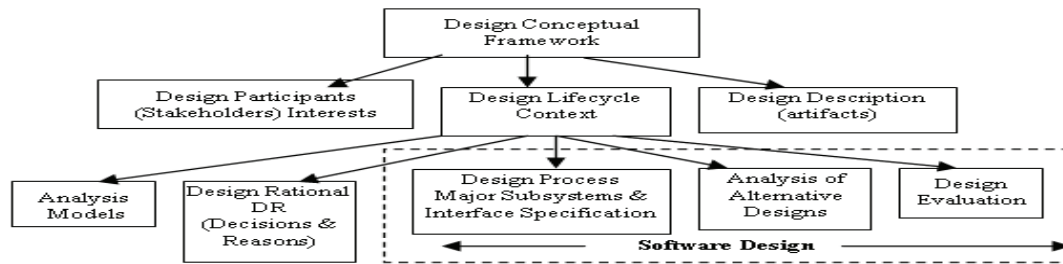 Design Conceptual
Framework
Design Participants
(Stakeholders) Interests
Design Lifecycle
Context
Design Description
(artifacts)
Analysis
Models
Design Rational
DR
(Decisions &
Reasons)
Design Process
Major Subsystems &
Interface Specification
Analysis of
Alternative
Designs
Design
Evaluation
Software Design